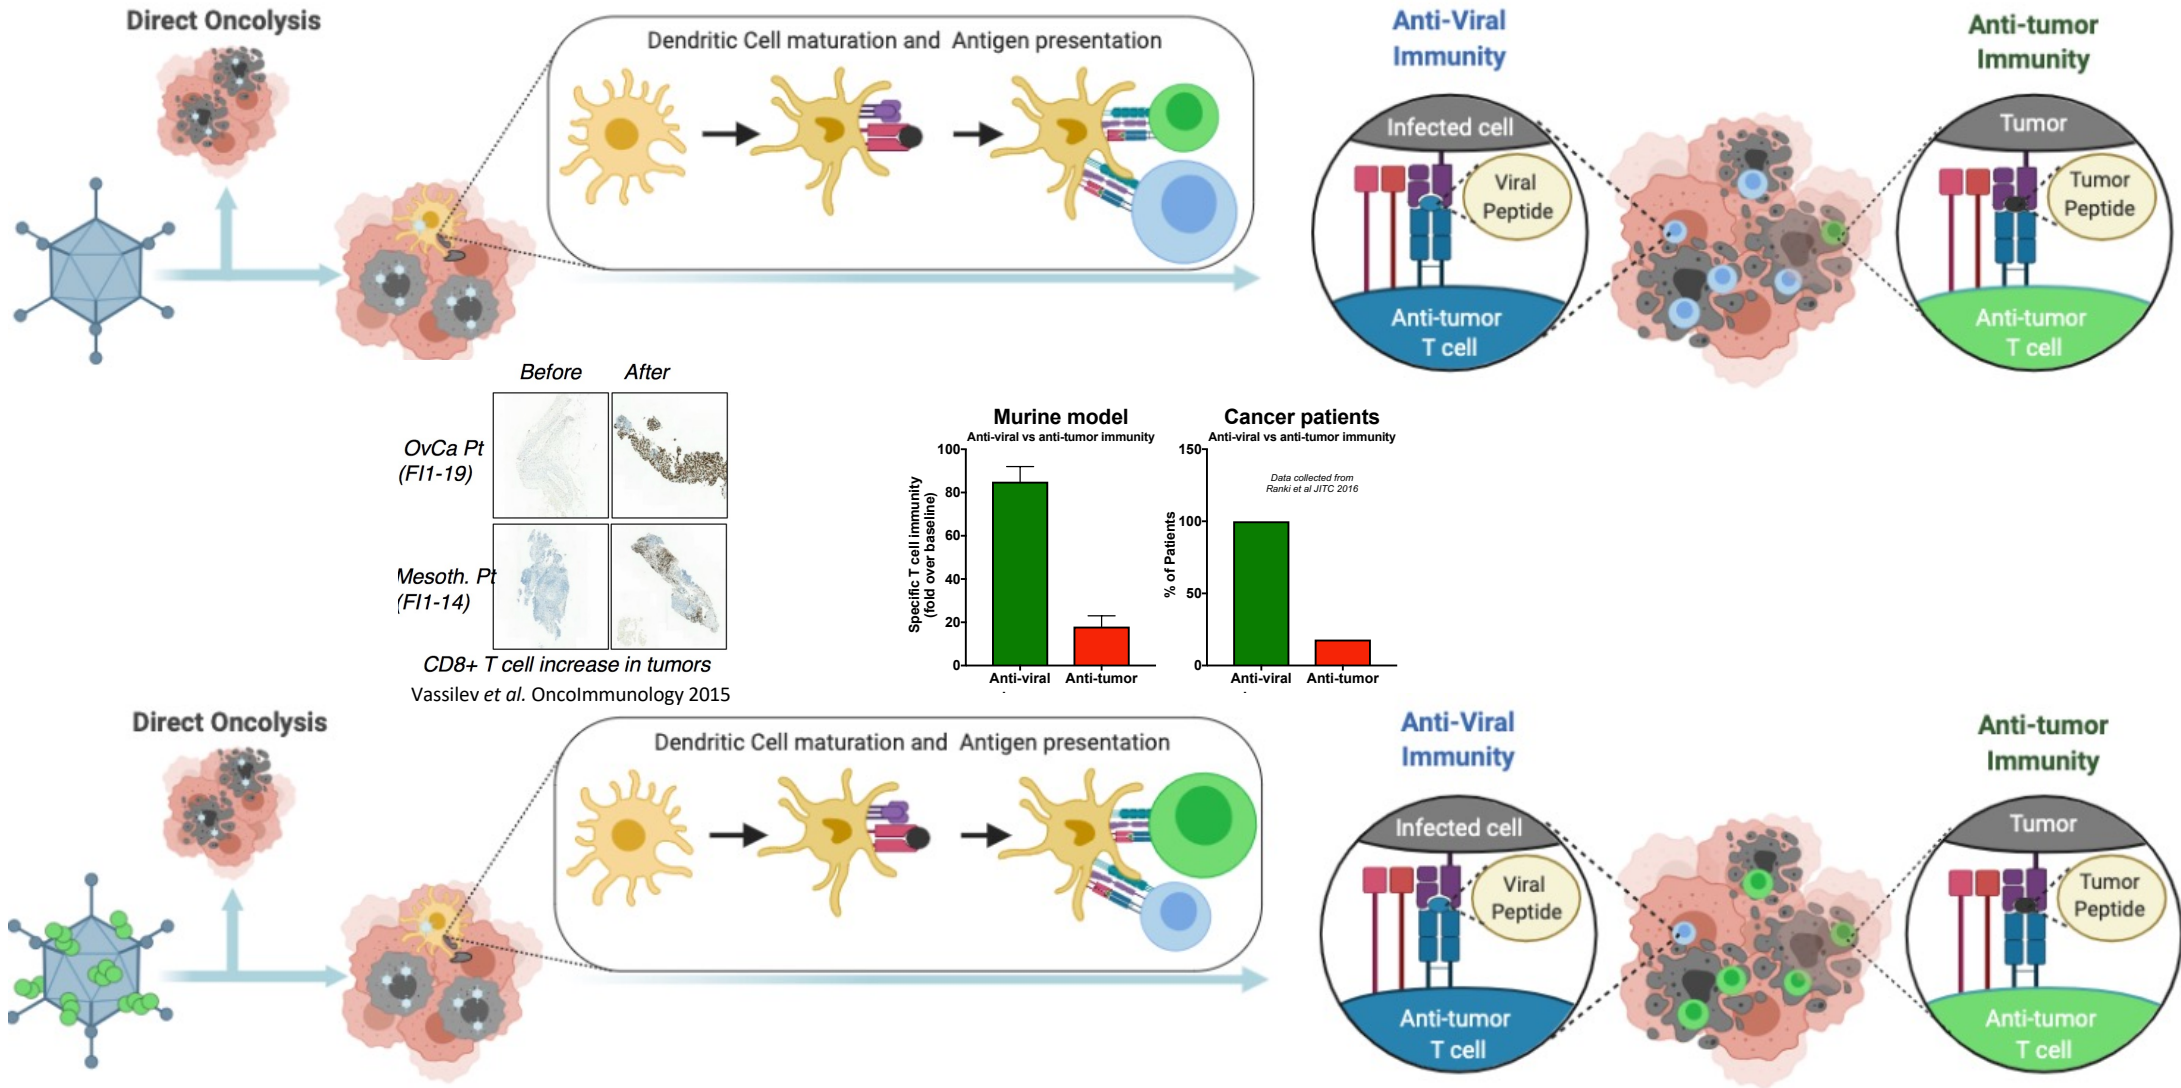 Direct Oncolysis
Dendritic Cell maturation and Antigen presentation
Anti-Viral
Immunity
Anti-tumor
Immunity
Infected cell
Viral
Peptide
Anti-tumor
T cell
Tumor
Tumor
Peptide
Anti-tumor
T cell
Before After
OvCa Pt
(FI1-19)
Mesoth. Pt
(FI1-14)
CD8+ T cell increase in tumors
Vassilev et al. OncoImmunology 2015
Murine model
Anti-viral vs anti-tumor immunity
Specific T cell immunity
(fold over baseline)
100
80
60
40
20
0
Anti-viral Anti-tumor
Cancer patients
Anti-viral vs anti-tumor immunity
Data collected from
Ranki et al JITC 2016
% of Patients
150
100
50
0
Anti-viral Anti-tumor
Direct Oncolysis
Dendritic Cell maturation and Antigen presentation
Anti-Viral
Immunity
Anti-tumor
Immunity
Infected cell
Viral
Peptide
Anti-tumor
T cell
Tumor
Tumor
Peptide
Anti-tumor
T cell